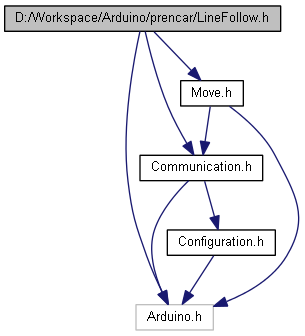 D:/Workspace/Arduino/prencar/LineFollow.h
Move.h
Communication.h
Configuration.h
Arduino.h